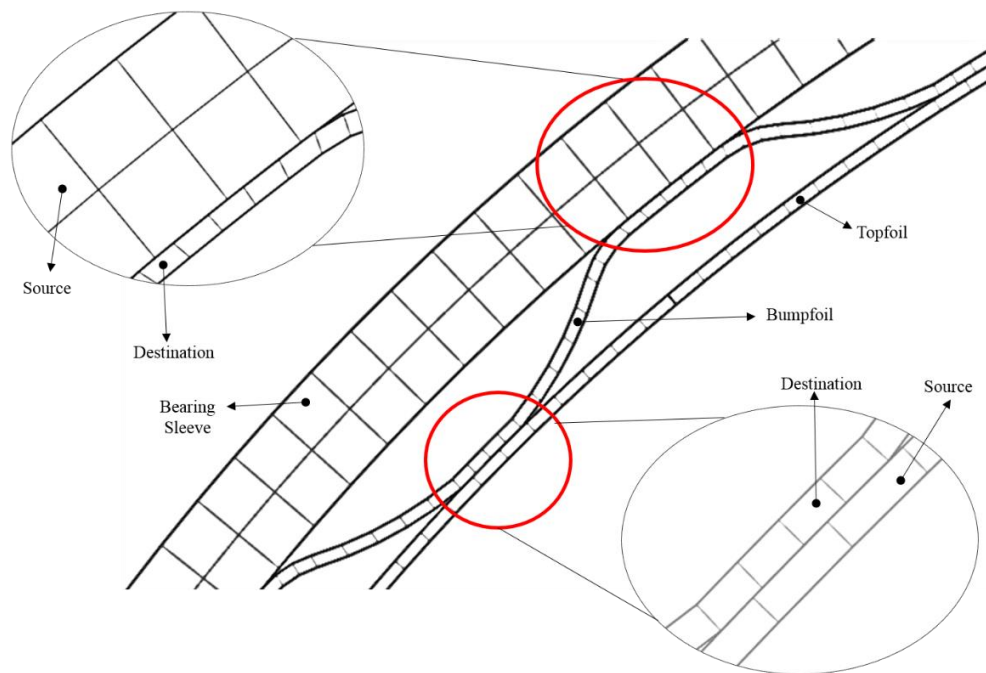 Source
Destination
Bearing
Sleeve
Topfoil
Bumpfoil
Destination
Source